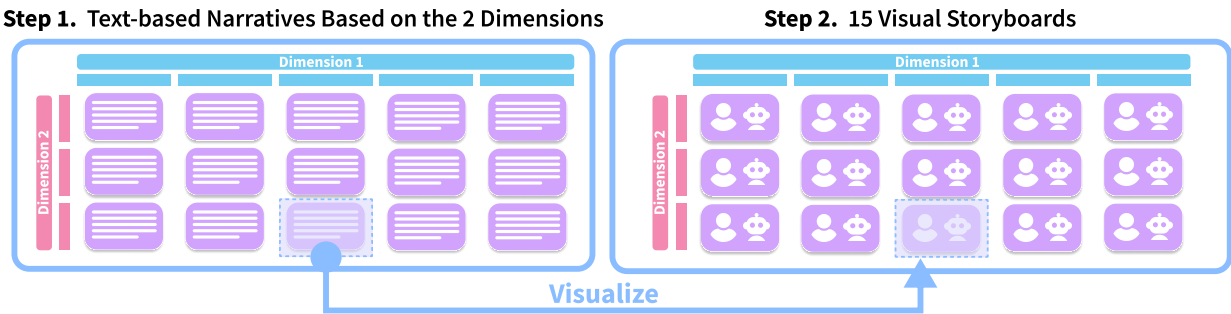 Step 1. Text-based Narratives Based on the 2 Dimensions
Dimension 1
Dimension 2
Step 2. 15 Visual Storyboards
Dimension 1
Dimension 2
Visualize